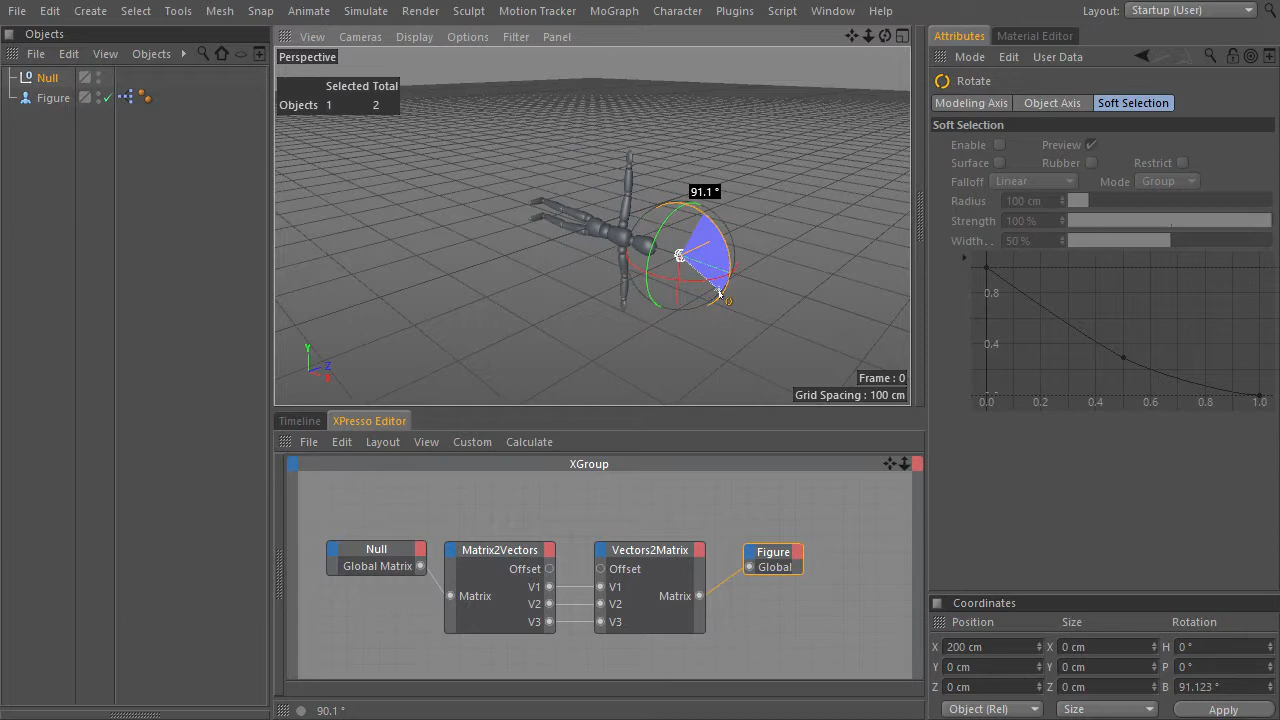 File Edit Create Select Tools Mesh Snap Animate Simulate Render Sculpt Motion Tracker MoGraph Character Plugins Script Window Help Layout: Startup (User)
Objects
File Edit View Objects
Null
Figure
View Cameras Display Options Filter Panel
Perspective
Selected Total
Objects 1 2
91.1 °
Y
Z
X
Frame : 0
Grid Spacing : 100 cm
Timeline XPresso Editor
File Edit Layout View Custom Calculate
XGroup
Null
Global Matrix
Matrix2Vectors
Offset
V1
Matrix
V2
V3
Vectors2Matrix
Offset
V1
V2
Matrix
V3
Figure
Global
90.1 °
Attributes Material Editor
Mode Edit User Data
Rotate
Modeling Axis Object Axis Soft Selection
Soft Selection
Enable Preview
Surface Rubber Restrict
Falloff Linear Mode Group
Radius 100 cm
Strength 100 %
Width . . 50 %
0.8
0.4
0.0 0.2 0.4 0.6 0.8 1.0
Coordinates
Position Size Rotation
X 200 cm X 0 cm H 0 °
Y 0 cm Y 0 cm P 0 °
Z 0 cm Z 0 cm B 91.123 °
Object (Rel) Size Apply